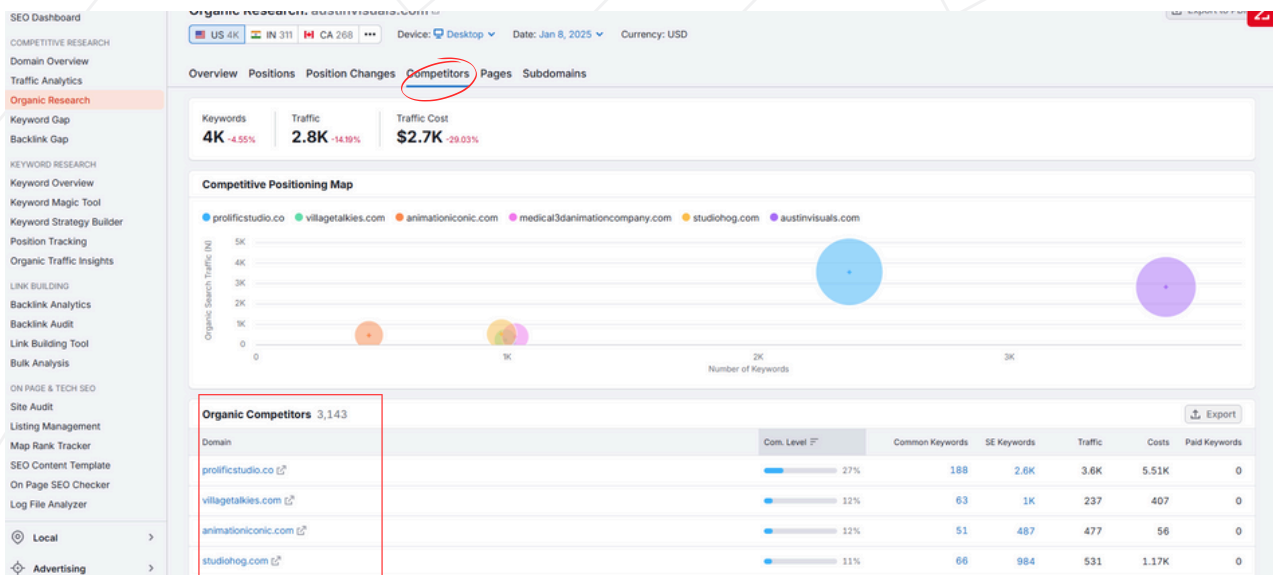 SEO Dashboard
COMPETITIVE RESEARCH
Domain Overview
Traffic Analytics
Organic Research
Keyword Gap
Backlink Gap
KEYWORD RESEARCH
Keyword Overview
Keyword Magic Tool
Keyword Strategy Builder
Position Tracking
Organic Traffic Insights
LINK BUILDING
Backlink Analytics
Backlink Audit
Link Building Tool
Bulk Analysis
ON PAGE & TECH SEO
Site Audit
Listing Management
Map Rank Tracker
SEO Content Template
On Page SEO Checker
Log File Analyzer
Local
Advertising
Organic Research: austinvisuals.com
Export to
US 4K IN 311 CA 268 ••• Device: Desktop Date: Jan 8, 2025 Currency: USD
Overview Positions Position Changes Competitors Pages Subdomains
Keywords Traffic Traffic Cost
4K -4.55% 2.8K -14.19% $2.7K -29.03%
Competitive Positioning Map
prolificstudio.co villagetalkies.com animationiconic.com medical3danimationcompany.com studiohog.com austinvisuals.com
Organic Search Traffic (N)
5K
4K
3K
2K
1K
0
0 1K 2K 3K
Number of Keywords
Organic Competitors 3,143 Export
Domain Com. Level Common Keywords SE Keywords Traffic Costs Paid Keywords
prolificstudio.co 27% 188 2.6K 3.6K 5.51K 0
villagetalkies.com 12% 63 1K 237 407 0
animationiconic.com 12% 51 487 477 56 0
studiohog.com 11% 66 984 531 1.17K 0